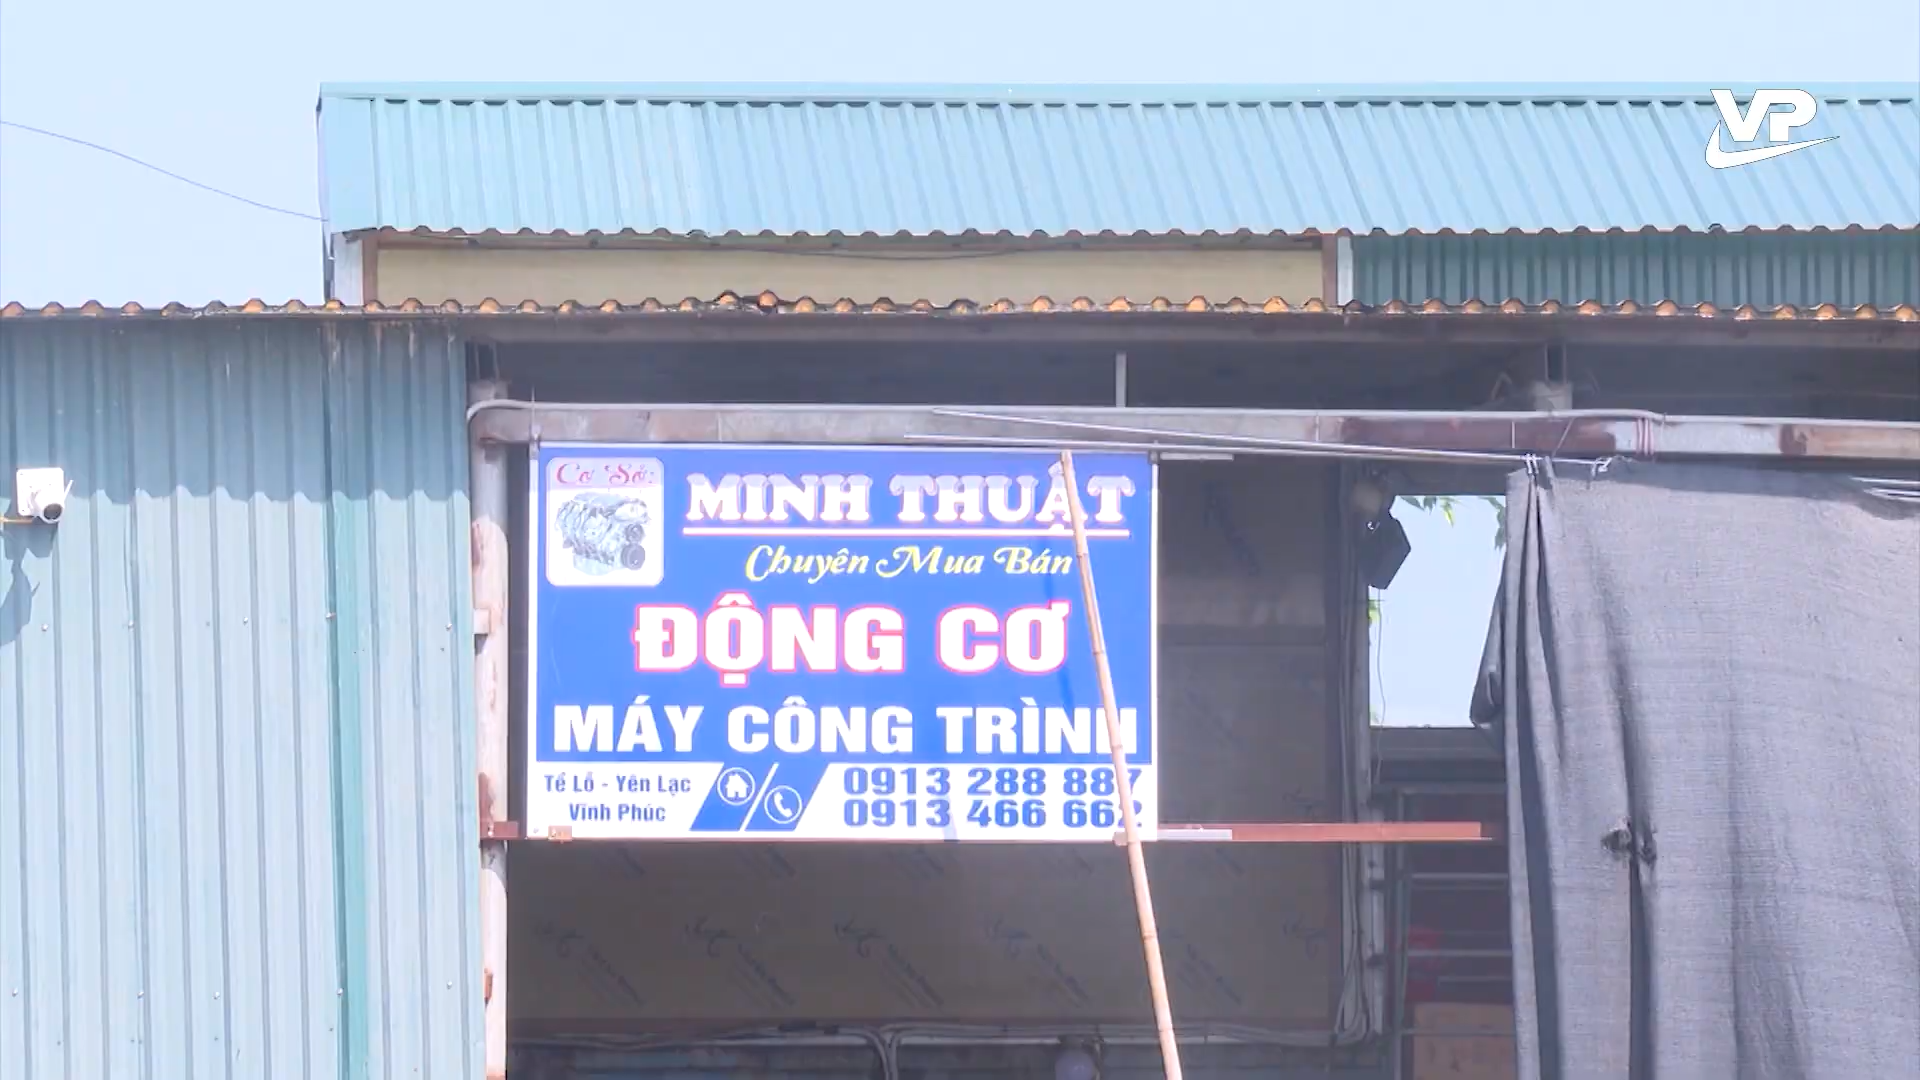 VP
Cơ Sở:
MINH THUẬT
Chuyên Mua Bán
ĐỘNG CƠ
MÁY CÔNG TRÌNH
Tề Lỗ - Yên Lạc
Vĩnh Phúc
0913 288 887
0913 466 662